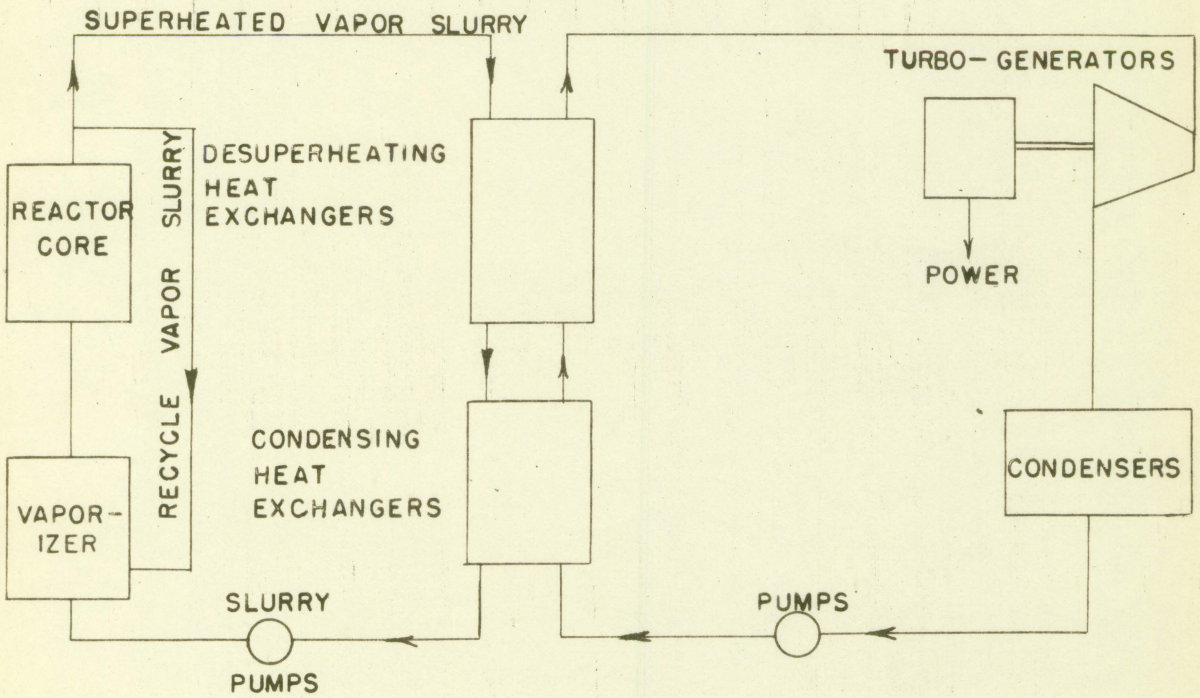 SUPERHEATED VAPOR SLURRY
TURBO-GENERATORS
DESUPERHEATING
HEAT
EXCHANGERS
REACTOR
CORE
RECYCLE VAPOR SLURRY
POWER
CONDENSING
HEAT
EXCHANGERS
CONDENSERS
VAPOR-
IZER
SLURRY
PUMPS
PUMPS